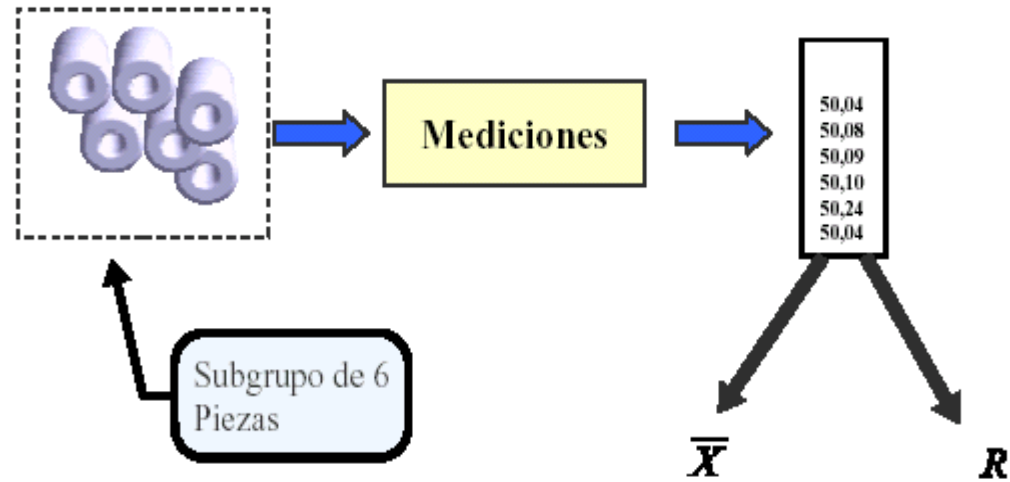 Mediciones
50,04
50,08
50,09
50,10
50,24
50,04
Subgrupo de 6
Piezas
X̅
R